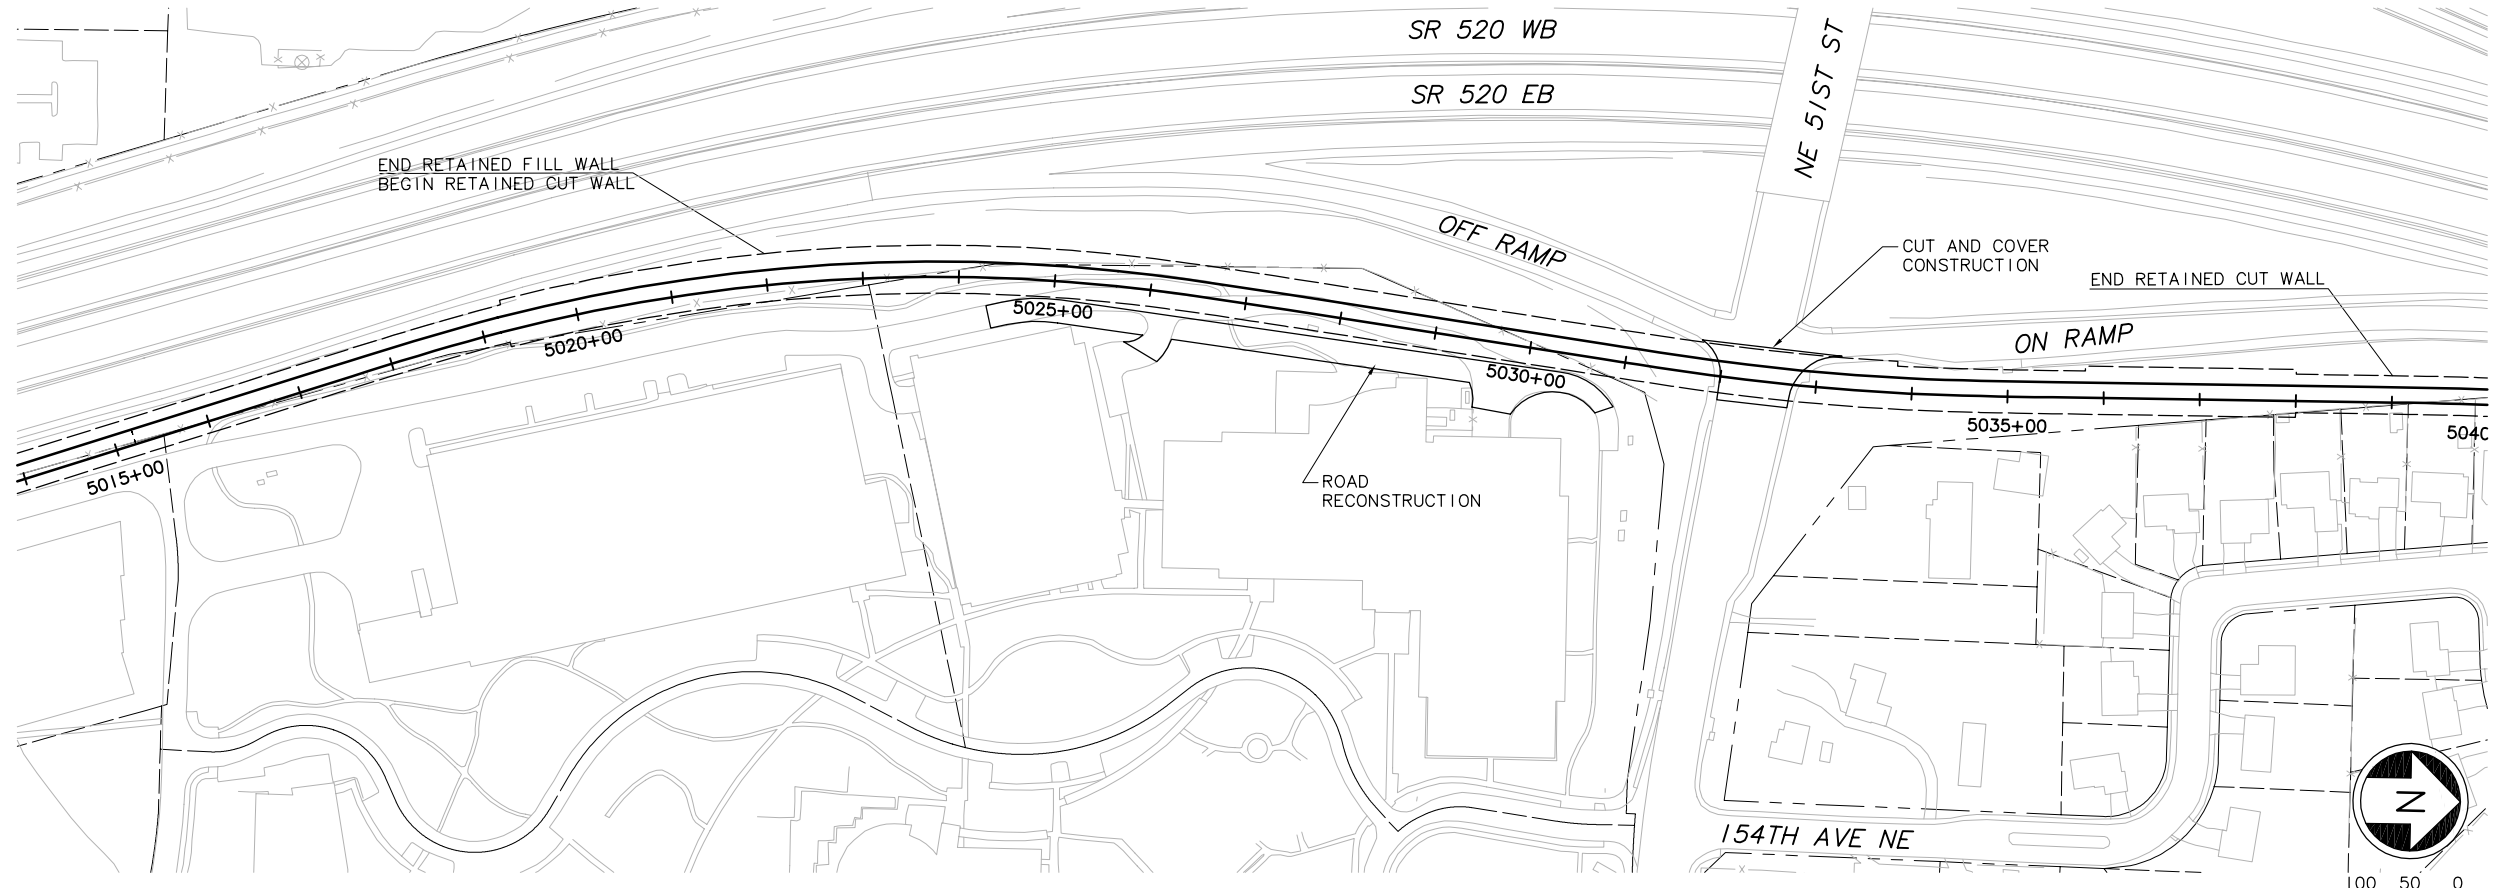 SR 520 WB
SR 520 EB
NE 51ST ST
END RETAINED FILL WALL
BEGIN RETAINED CUT WALL
OFF RAMP
CUT AND COVER
CONSTRUCTION
END RETAINED CUT WALL
ON RAMP
5015+00
5020+00
5025+00
5030+00
5035+00
5040
ROAD
RECONSTRUCTION
154TH AVE NE
N
100 50 0